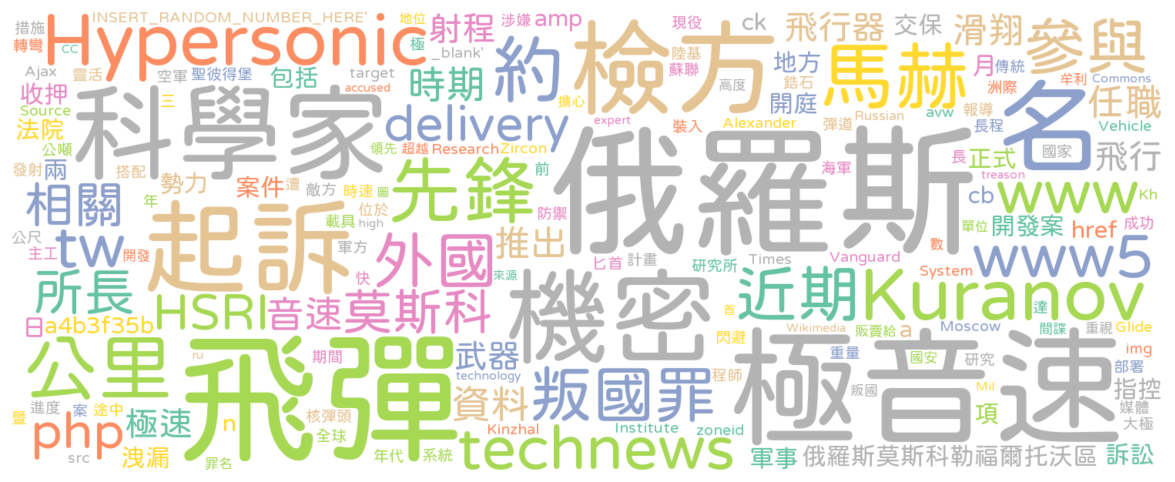 INSERT_RANDOM_NUMBER_HERE'
地位
涉嫌
amp
現役
ck
飛行器
交保
滑翔
參與
措施
轉彎
cc
Hypersonic
極
射程
_blank'
約
檢方
陸基
蘇聯
地方
馬赫
月
傳統
鋯石
洲際
Commons
牟利
Ajax
靈活
空軍
聖彼得堡
包括
時期
target
accused
高度
開庭
名
任職
收押
Source
三
科學家
擔心
裝入
Alexander
彈道
報導
Russian
長程
avw
Vehicle
法院
公噸
delivery
expert
俄羅斯
國家
飛行
領先
超越
Research
Zircon
海軍
長
正式
treason
發射
搭配
兩
勢力
案件
遭
敵方
時速
圖
先鋒
前
cb
www
Kh
相關
年
載具
位於
high
防禦
單位
開發案
href
成功
公尺
主工
開發
tw
起訴
軍方
外國
推出
匕首
計畫
研究所
Times
Vanguard
數
System
www5
所長
快
來源
機密
近期
Kuranov
達
日
a4b3f35b
HSRI
音速
莫斯科
首
閃避
販賣給
a
Moscow
間諜
重視
Glide
公里
飛彈
ru
期間
武器
technology
叛國罪
程師
Wikimedia
極音速
重量
國安
研究
img
部署
暨
進度
案
途中
極速
n
核彈頭
資料
Kinzhal
Institute
zoneid
叛國
Mil
項
指控
媒體
大極
php
src
洩漏
罪名
全球
年代
系統
technews
軍事
俄羅斯莫斯科勒福爾托沃區
訴訟